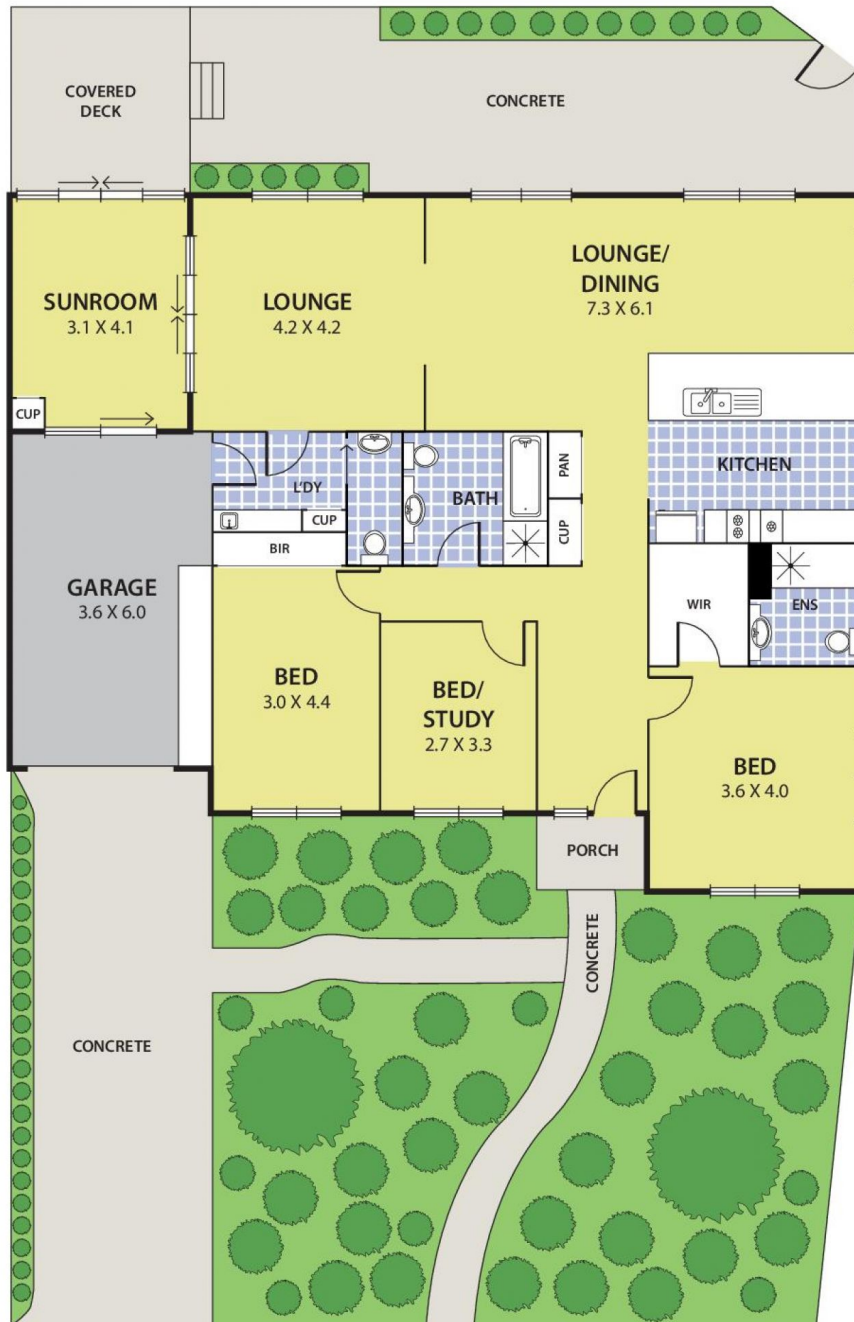 COVERED
DECK
CONCRETE
SUNROOM
3.1 X 4.1
LOUNGE
4.2 X 4.2
LOUNGE/
DINING
7.3 X 6.1
CUP
L'DY
CUP
BIR
BATH
PAN
CUP
KITCHEN
GARAGE
3.6 X 6.0
WIR
ENS
BED
3.0 X 4.4
BED/
STUDY
2.7 X 3.3
BED
3.6 X 4.0
PORCH
CONCRETE
CONCRETE